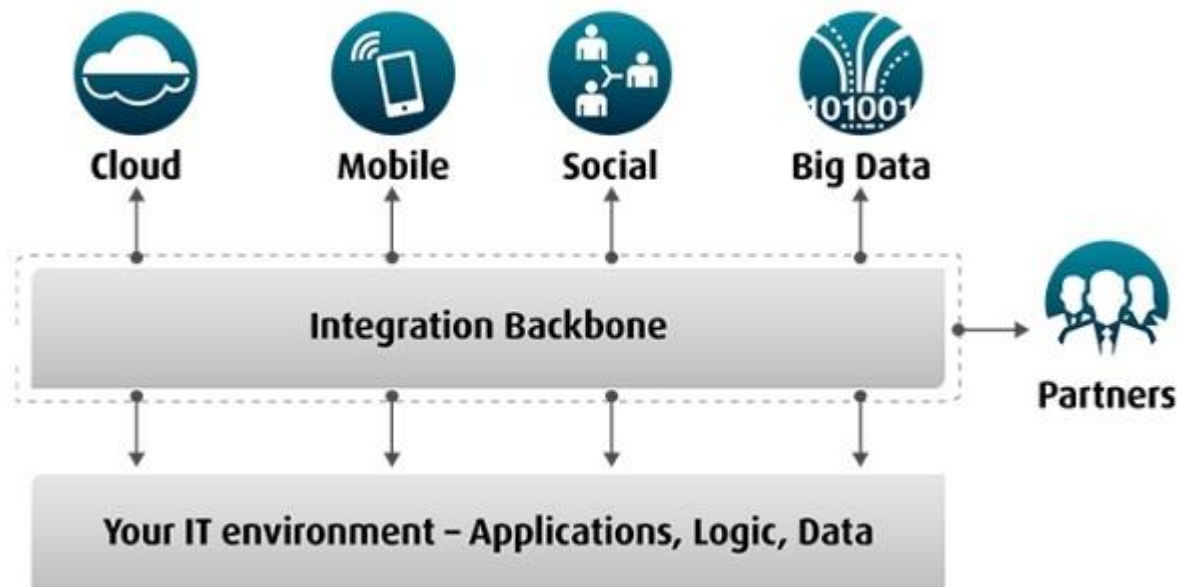 Cloud
Mobile
Social
101001
Big Data
Integration Backbone
Partners
Your IT environment – Applications, Logic, Data